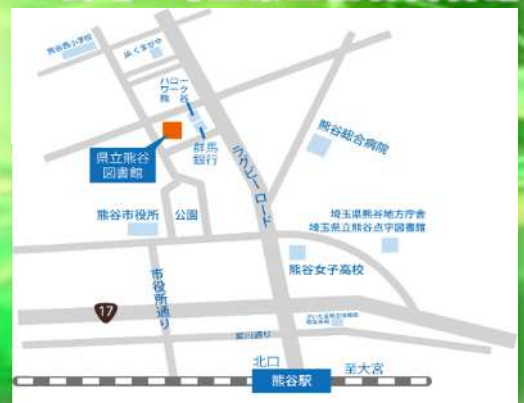 熊谷西小学校
JAくまがや
ハロー
ワーク
熊谷
群馬
銀行
県立熊谷
図書館
ラグビーロード
熊谷総合病院
熊谷市役所
公園
埼玉県熊谷地方庁舎
埼玉県立熊谷点字図書館
熊谷女子高校
市役所通り
17
星川通り
北口
熊谷駅
至大宮